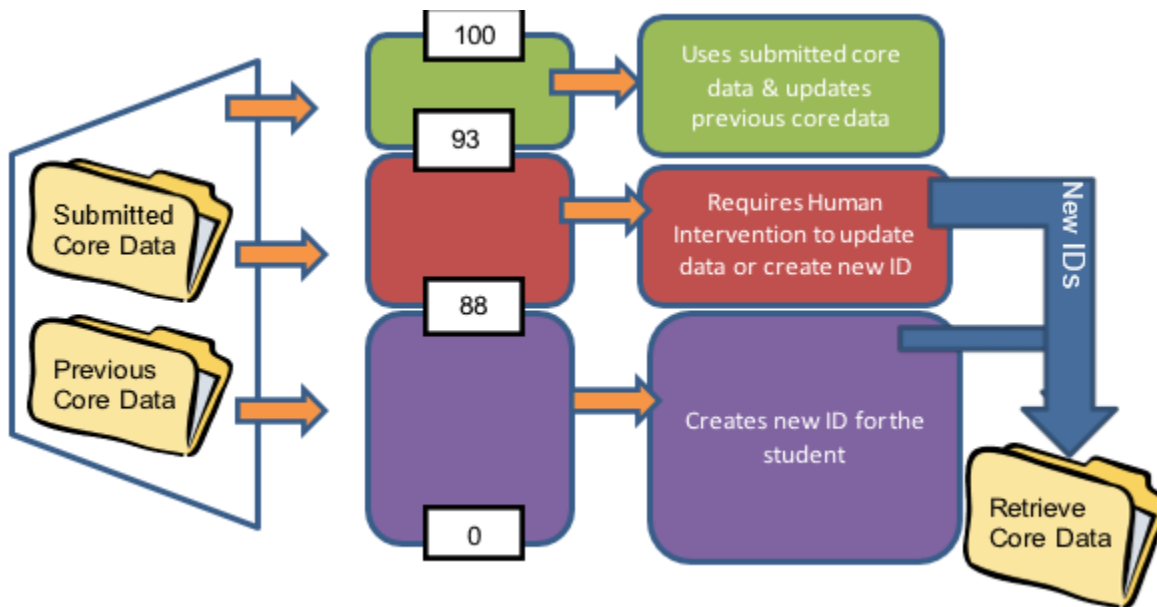 Submitted
Core Data
Previous
Core Data
100
93
88
0
Uses submitted core
data & updates
previous core data
Requires Human
Intervention to update
data or create new ID
Creates new ID for the
student
New IDs
Retrieve
Core Data